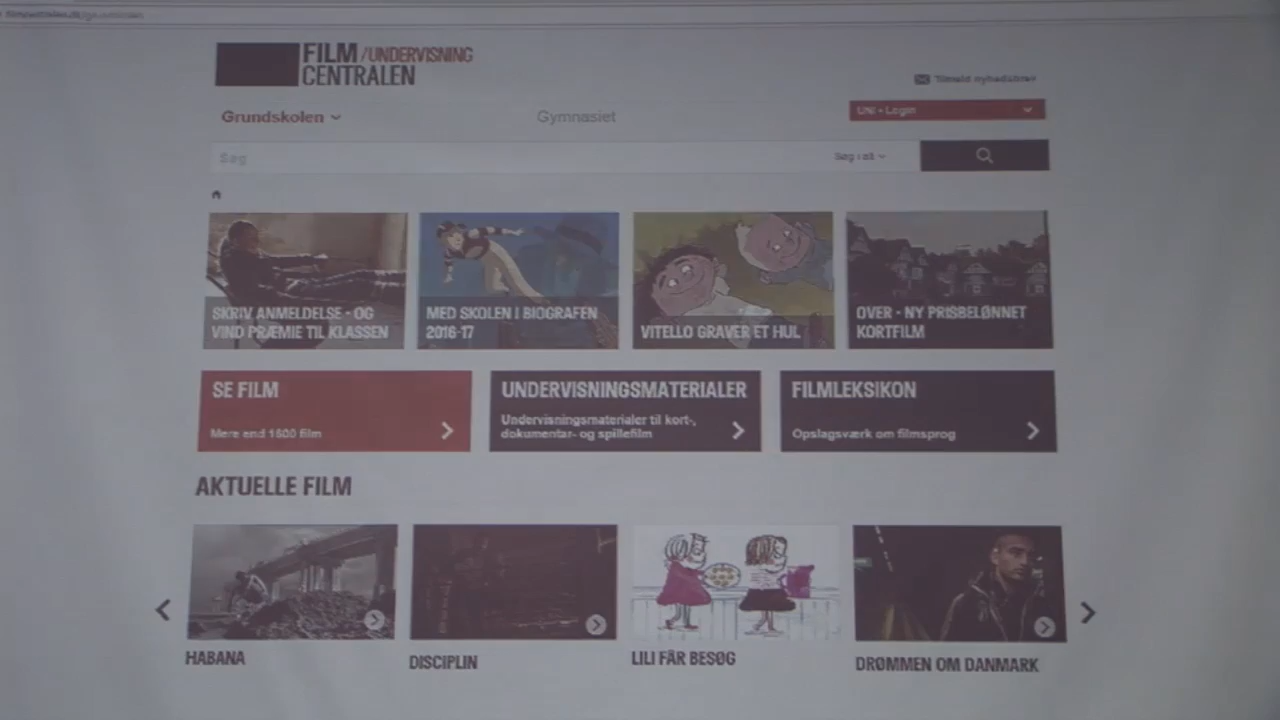 FILM /UNDERVISNING
CENTRALEN
Tilmeld nyhedsbrev
Grundskolen
Gymnasiet
UNI - Login
Søg
Søg i alt
SKRIV ANMELDELSE - OG
VIND PRÆMIE TIL KLASSEN
MED SKOLEN I BIOGRAFEN
2016-17
VITELLO GRAVER ET HUL
OVER - NY PRISBELØNNET
KORTFILM
SE FILM
Mere end 1600 film
UNDERVISNINGSMATERIALER
Undervisningsmaterialer til kort-,
dokumentar- og spillefilm
FILMLEKSIKON
Opslagsværk om filmsprog
AKTUELLE FILM
HABANA
DISCIPLIN
LILI FÅR BESØG
DRØMMEN OM DANMARK